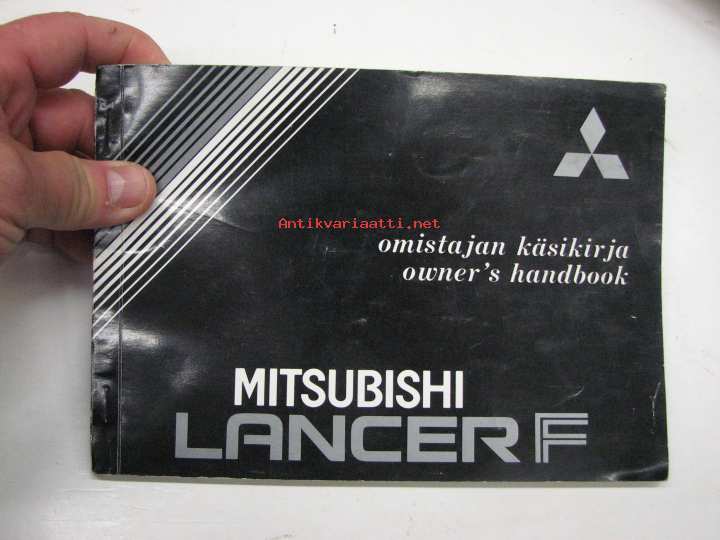 Antikvariaatti.net
omistajan käsikirja
owner's handbook
MITSUBISHI
LANCER F